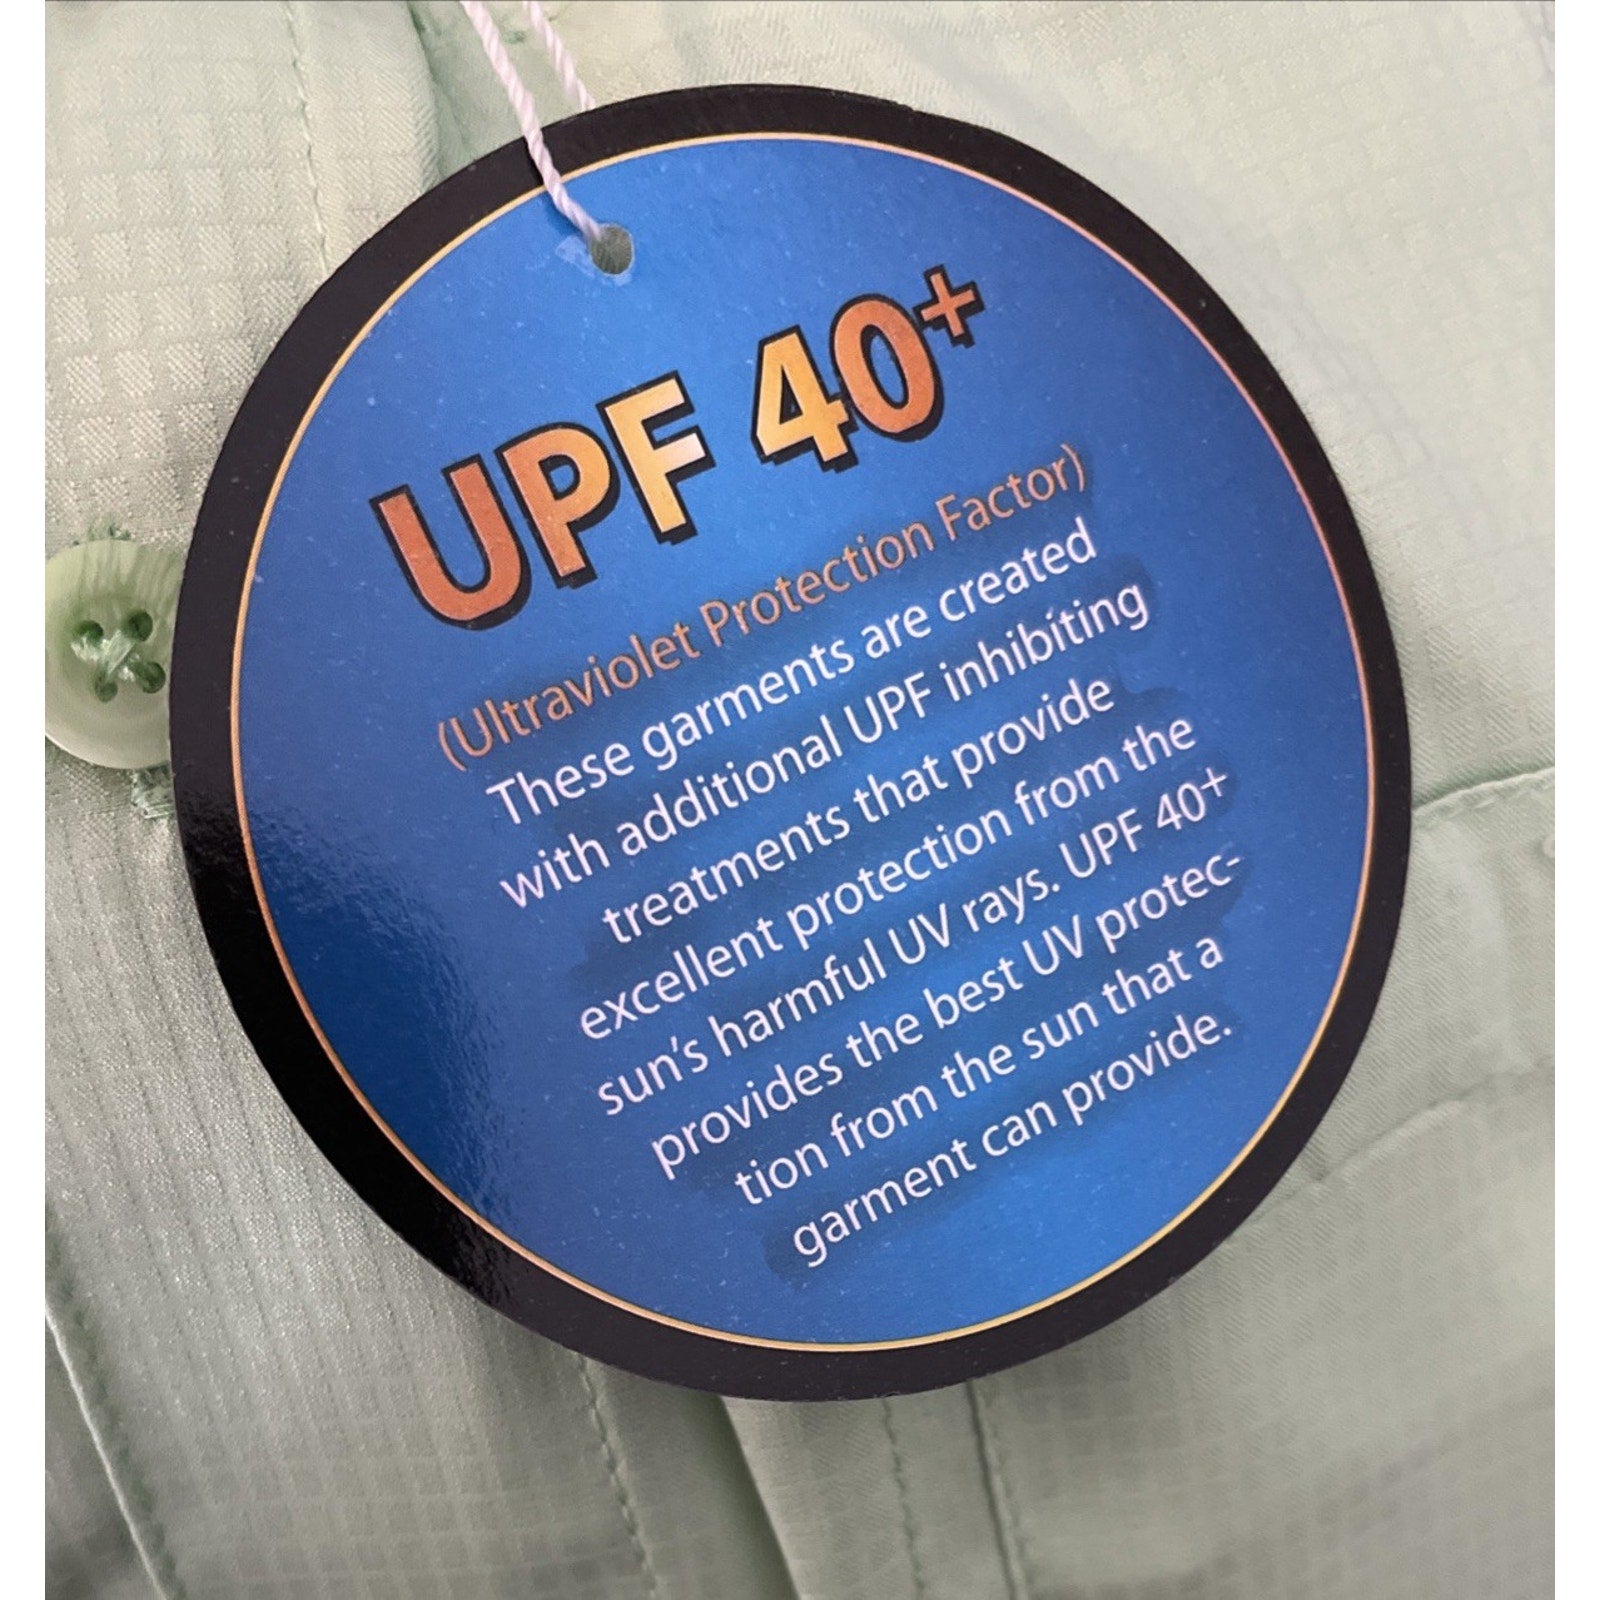 UPF 40+
(Ultraviolet Protection Factor)
These garments are created
with additional UPF inhibiting
treatments that provide
excellent protection from the
sun's harmful UV rays. UPF 40+
provides the best UV protec-
tion from the sun that a
garment can provide.